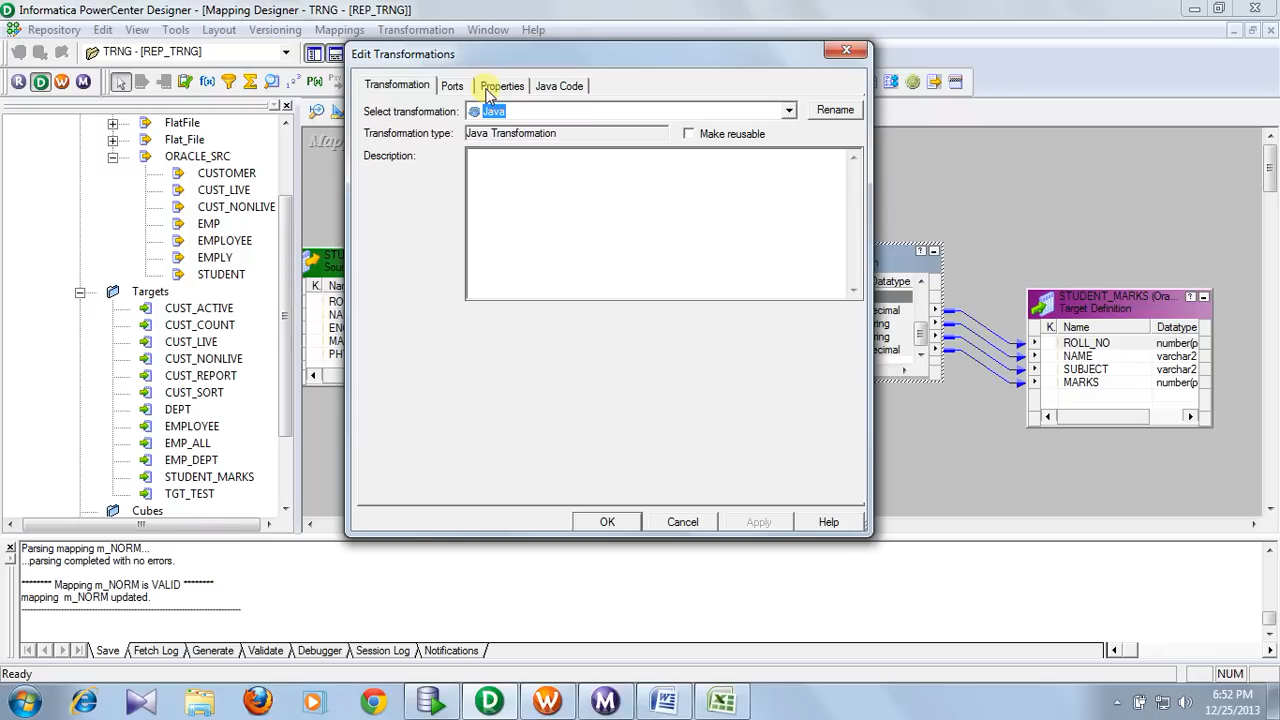 Informatica PowerCenter Designer - [Mapping Designer - TRNG - [REP_TRNG]]
Repository Edit View Tools Layout Versioning Mappings Transformation Window Help
TRNG - [REP_TRNG]
Edit Transformations
Transformation Ports Properties Java Code
Select transformation: Java Rename
Transformation type: Java Transformation Make reusable
Description:
OK Cancel Apply Help
FlatFile
Flat_File
ORACLE_SRC
CUSTOMER
CUST_LIVE
CUST_NONLIVE
EMP
EMPLOYEE
EMPLY
STUDENT
Targets
CUST_ACTIVE
CUST_COUNT
CUST_LIVE
CUST_NONLIVE
CUST_REPORT
CUST_SORT
DEPT
EMPLOYEE
EMP_ALL
EMP_DEPT
STUDENT_MARKS
TGT_TEST
Cubes
Datatype
STUDENT_MARKS (Ora...
Target Definition
K. Name Datatype
ROLL_NO number(p
NAME varchar2
SUBJECT varchar2
MARKS number(p
Parsing mapping m_NORM...
...parsing completed with no errors.
******** Mapping m_NORM is VALID ********
mapping m_NORM updated.
Save Fetch Log Generate Validate Debugger Session Log Notifications
Ready
NUM
6:52 PM
12/25/2013